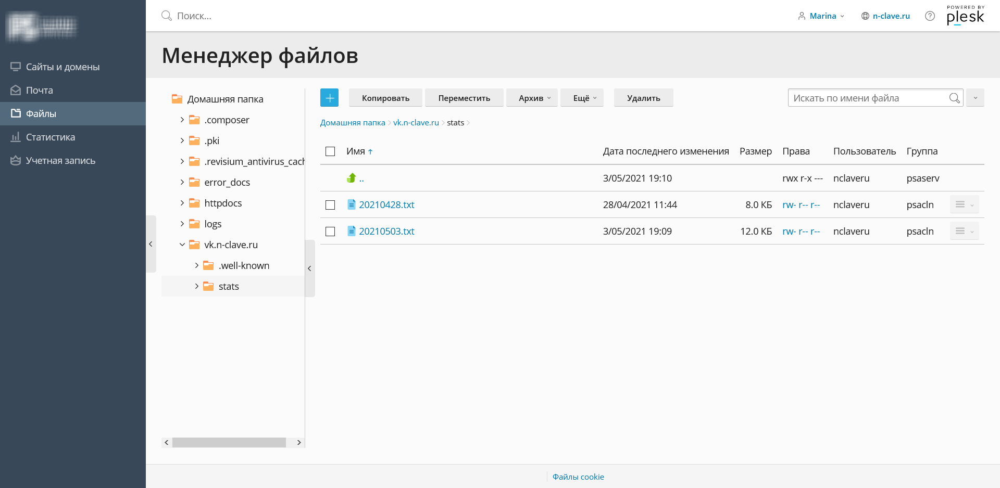 Поиск...
Marina
n-clave.ru
POWERED BY
plesk
Менеджер файлов
Сайты и домены
Почта
Файлы
Статистика
Учетная запись
Домашняя папка
.composer
.pki
.revisium_antivirus_cach
error_docs
httpdocs
logs
vk.n-clave.ru
.well-known
stats
Копировать Переместить Архив Ещё Удалить Искать по имени файла
Домашняя папка vk.n-clave.ru stats
Имя ↑ Дата последнего изменения Размер Права Пользователь Группа
.. 3/05/2021 19:10 rwx r-x --- nclaveru psaserv
20210428.txt 28/04/2021 11:44 8.0 КБ rw- r-- r-- nclaveru psacln
20210503.txt 3/05/2021 19:09 12.0 КБ rw- r-- r-- nclaveru psacln
Файлы cookie